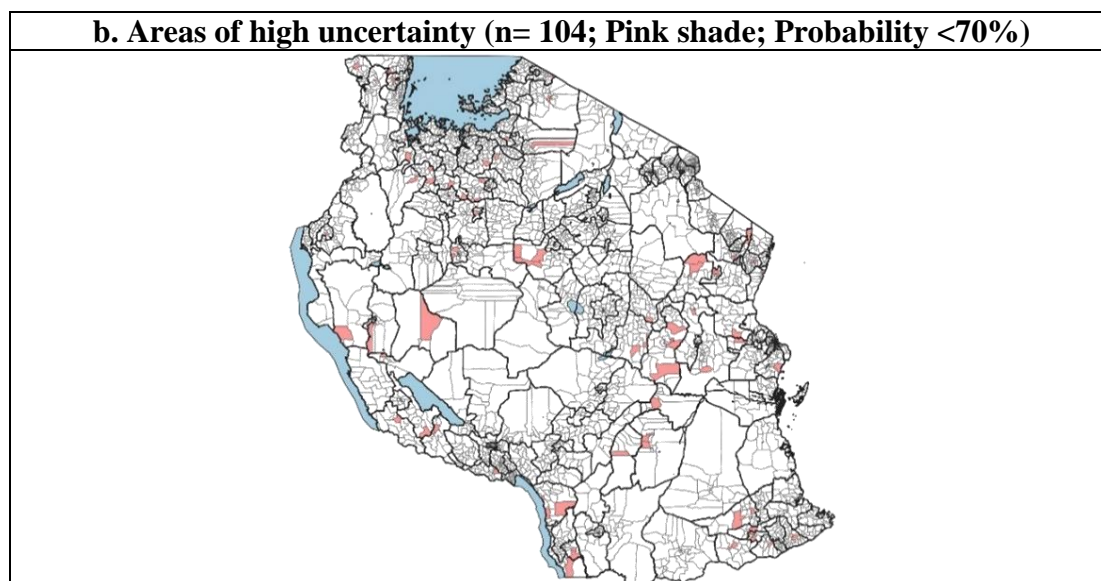 b. Areas of high uncertainty (n= 104; Pink shade; Probability <70%)